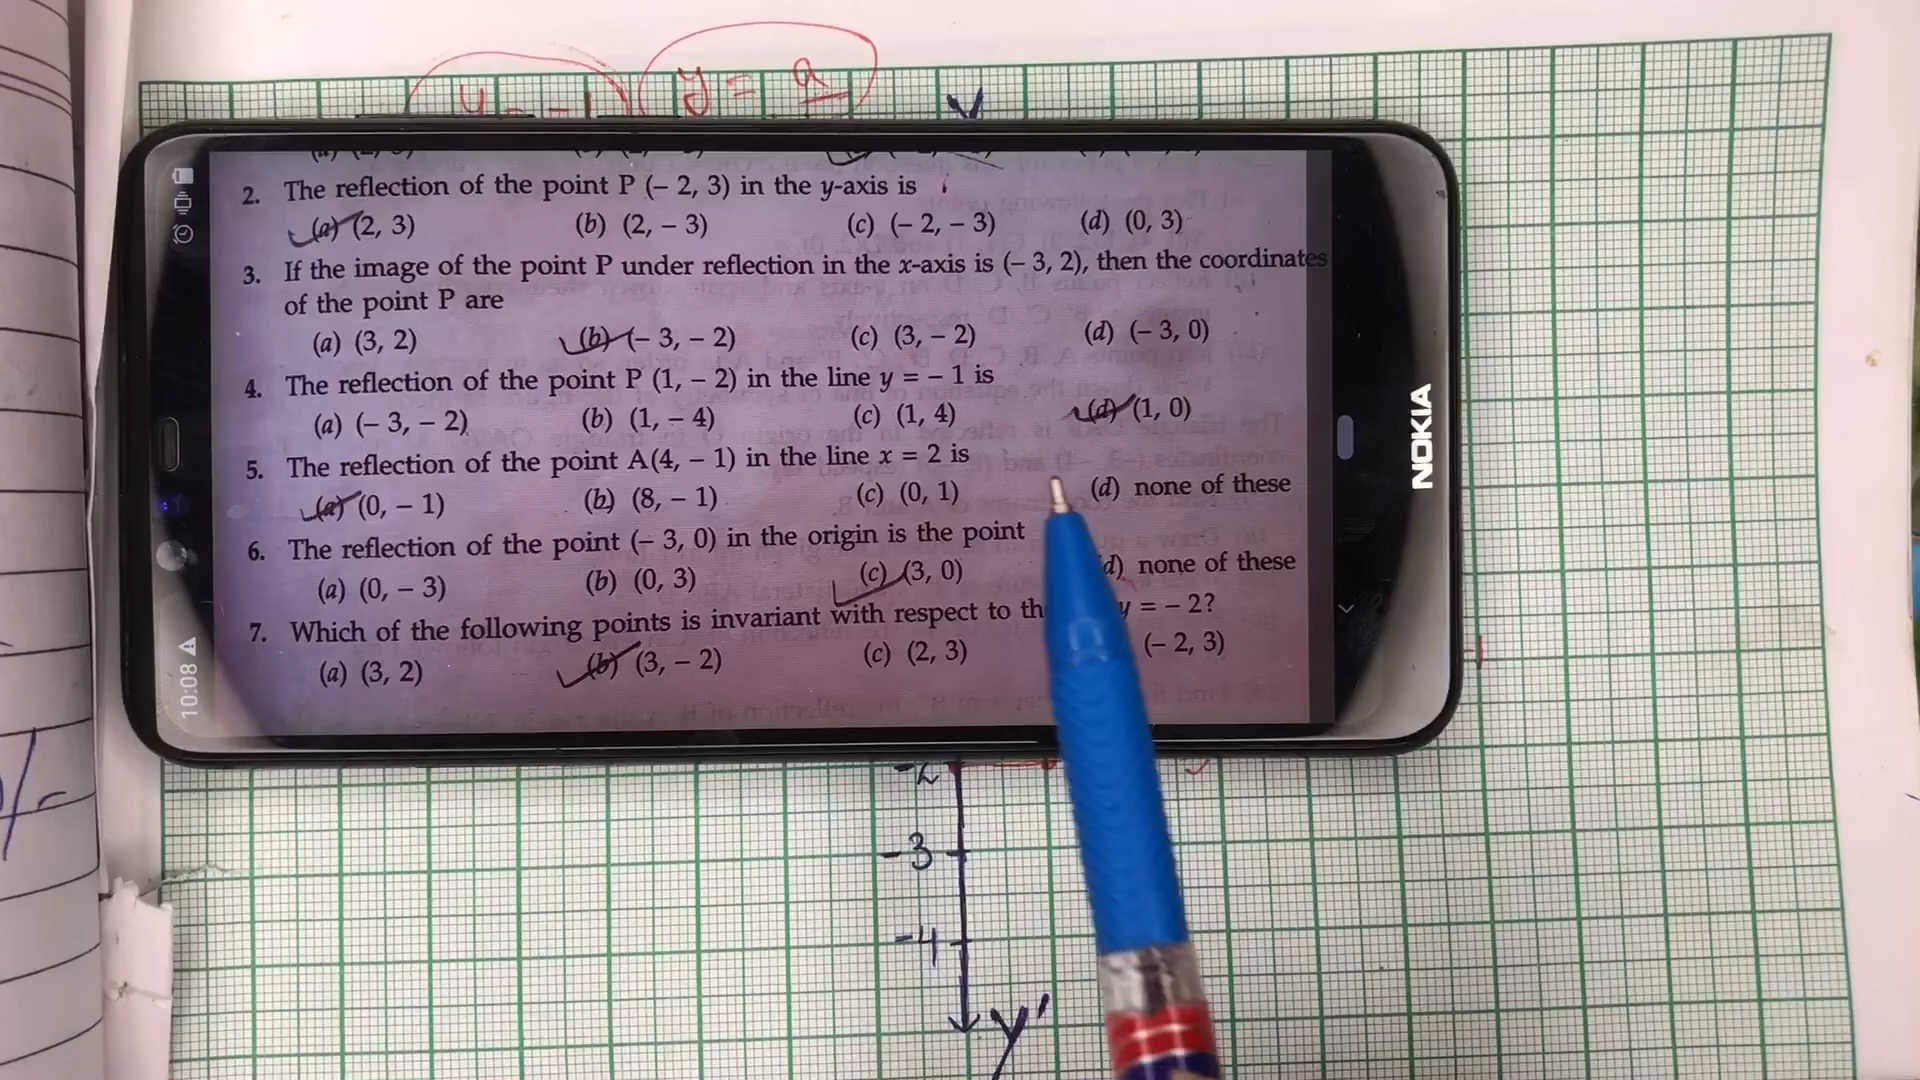 y = a
2. The reflection of the point P (– 2, 3) in the y-axis is
(a) (2, 3) (b) (2, – 3) (c) (– 2, – 3) (d) (0, 3)
3. If the image of the point P under reflection in the x-axis is (– 3, 2), then the coordinates
of the point P are
(a) (3, 2) (b) (– 3, – 2) (c) (3, – 2) (d) (– 3, 0)
4. The reflection of the point P (1, – 2) in the line y = – 1 is
(a) (– 3, – 2) (b) (1, – 4) (c) (1, 4) (d) (1, 0)
5. The reflection of the point A(4, – 1) in the line x = 2 is
(a) (0, – 1) (b) (8, – 1) (c) (0, 1) (d) none of these
6. The reflection of the point (– 3, 0) in the origin is the point
(a) (0, – 3) (b) (0, 3) (c) (3, 0) d) none of these
7. Which of the following points is invariant with respect to th y = – 2?
(a) (3, 2) (b) (3, – 2) (c) (2, 3) (– 2, 3)
10:08
NOKIA
-2
-3
-4
y'